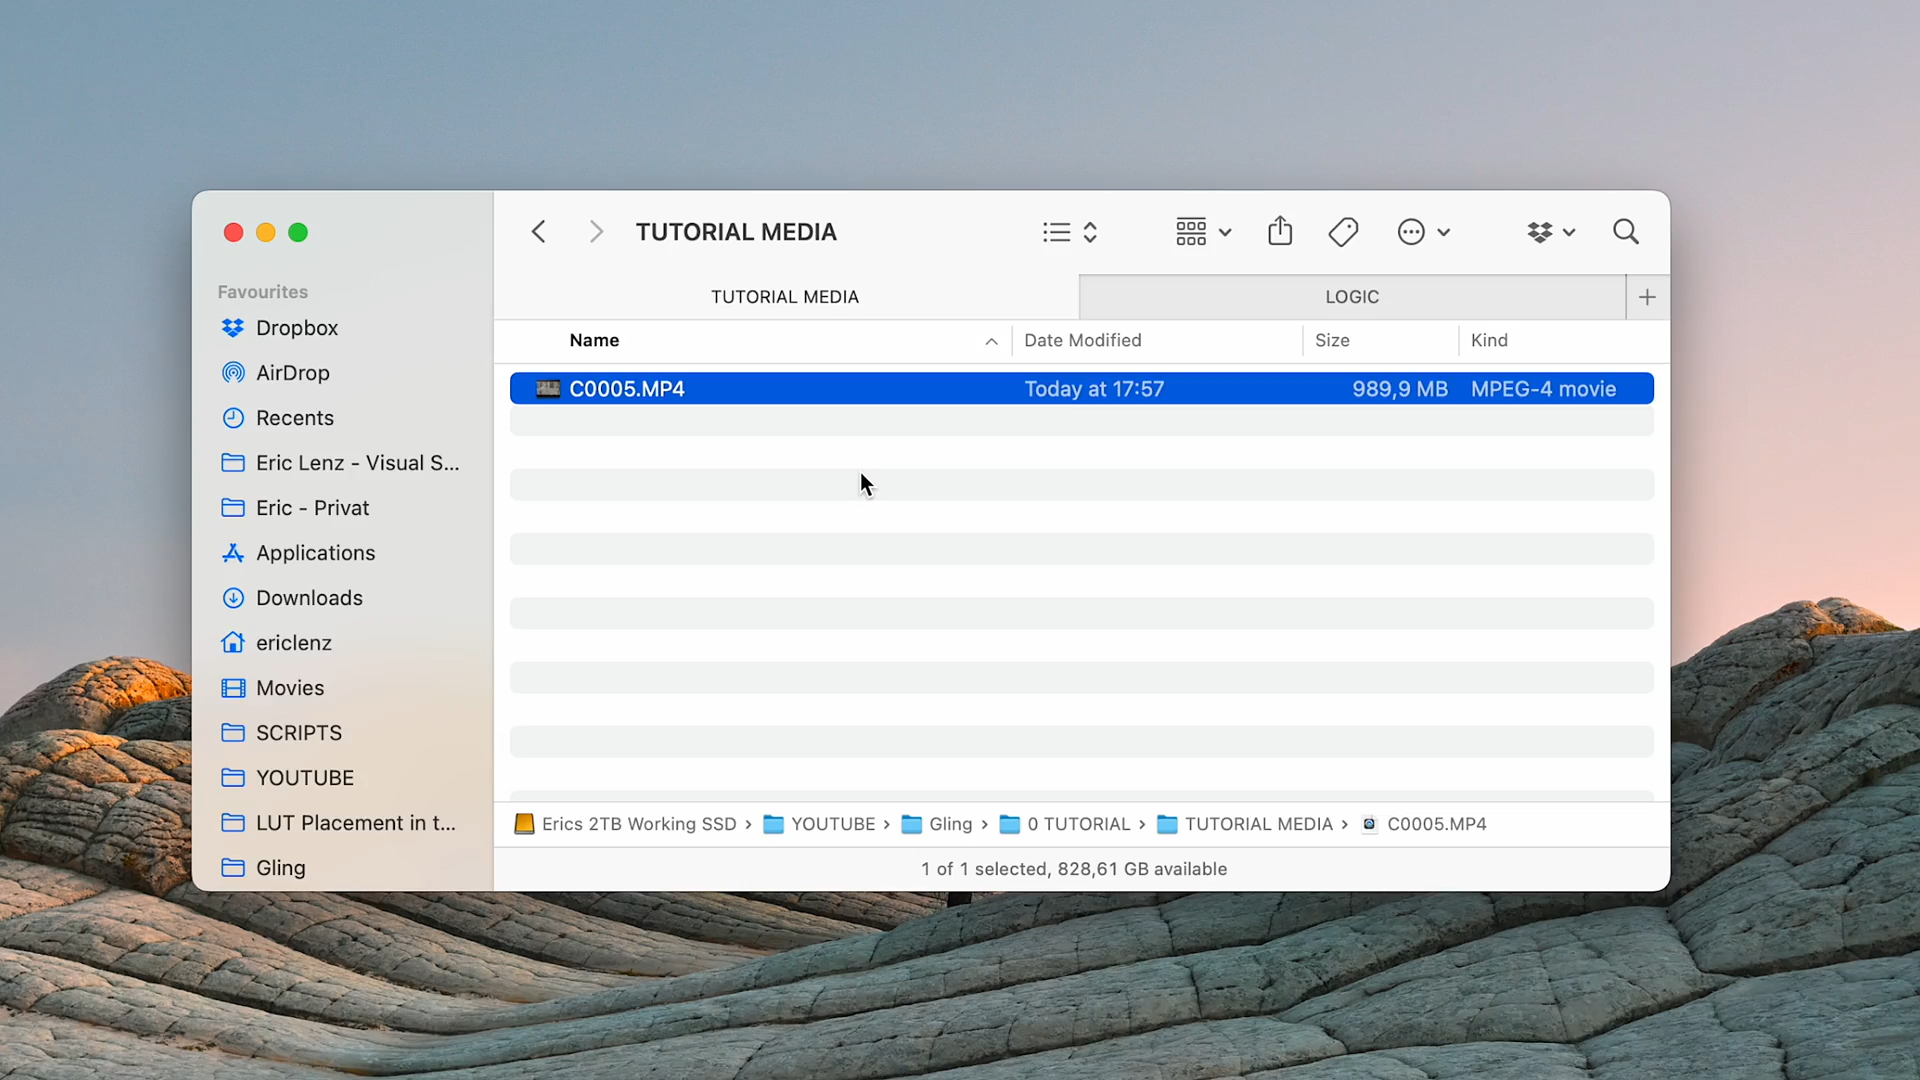 TUTORIAL MEDIA
TUTORIAL MEDIA
LOGIC
Favourites
Dropbox
AirDrop
Recents
Eric Lenz - Visual S...
Eric - Privat
Applications
Downloads
ericlenz
Movies
SCRIPTS
YOUTUBE
LUT Placement in t...
Gling
Name Date Modified Size Kind
C0005.MP4 Today at 17:57 989,9 MB MPEG-4 movie
Erics 2TB Working SSD › YOUTUBE › Gling › 0 TUTORIAL › TUTORIAL MEDIA › C0005.MP4
1 of 1 selected, 828,61 GB available